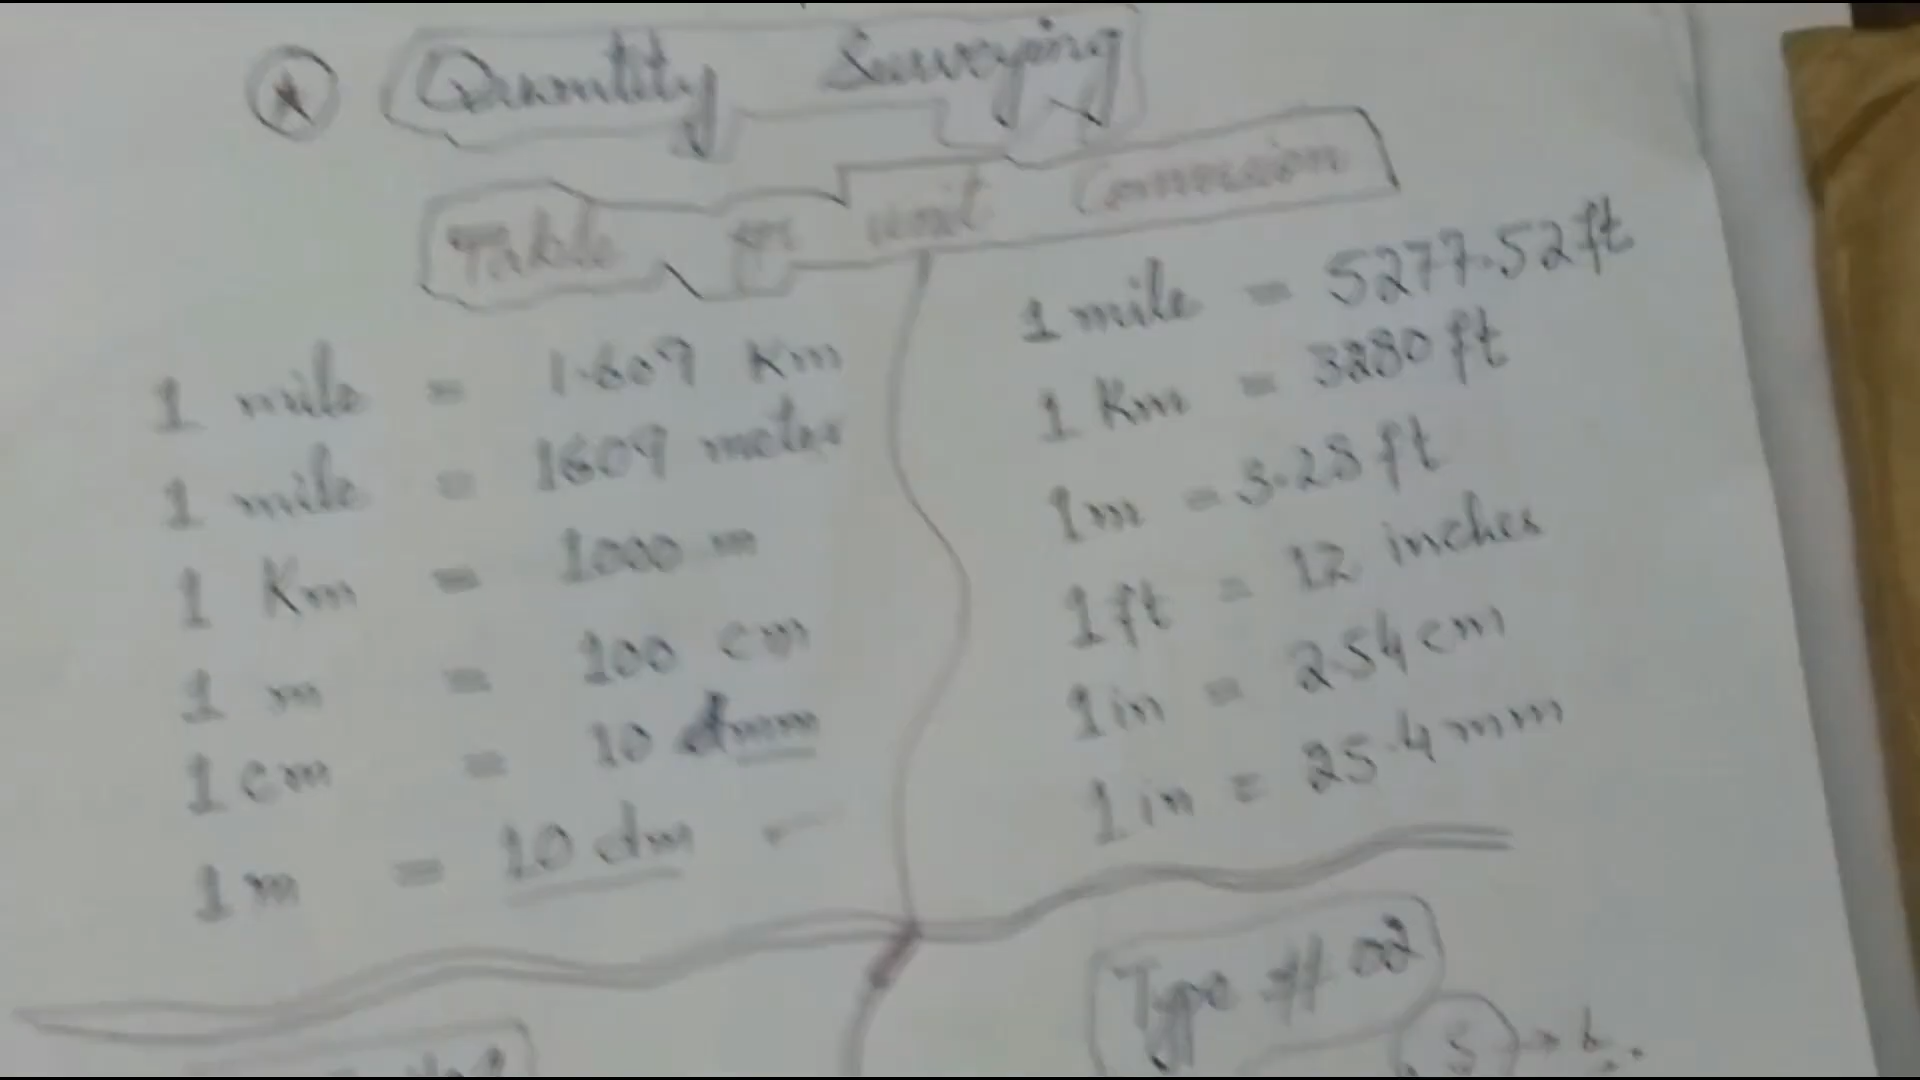 Quantity Surveying
Table of unit Conversion
1 mile = 1.609 Km
1 mile = 1609 meter
1 Km = 1000 m
1 m = 100 cm
1 cm = 10 mm
1 m = 10 dm
1 mile = 5277.52 ft
1 Km = 3280 ft
1m = 3.28 ft
1 ft = 12 inches
1 in = 2.54 cm
1 in = 25.4 mm
Type # 02
S → b